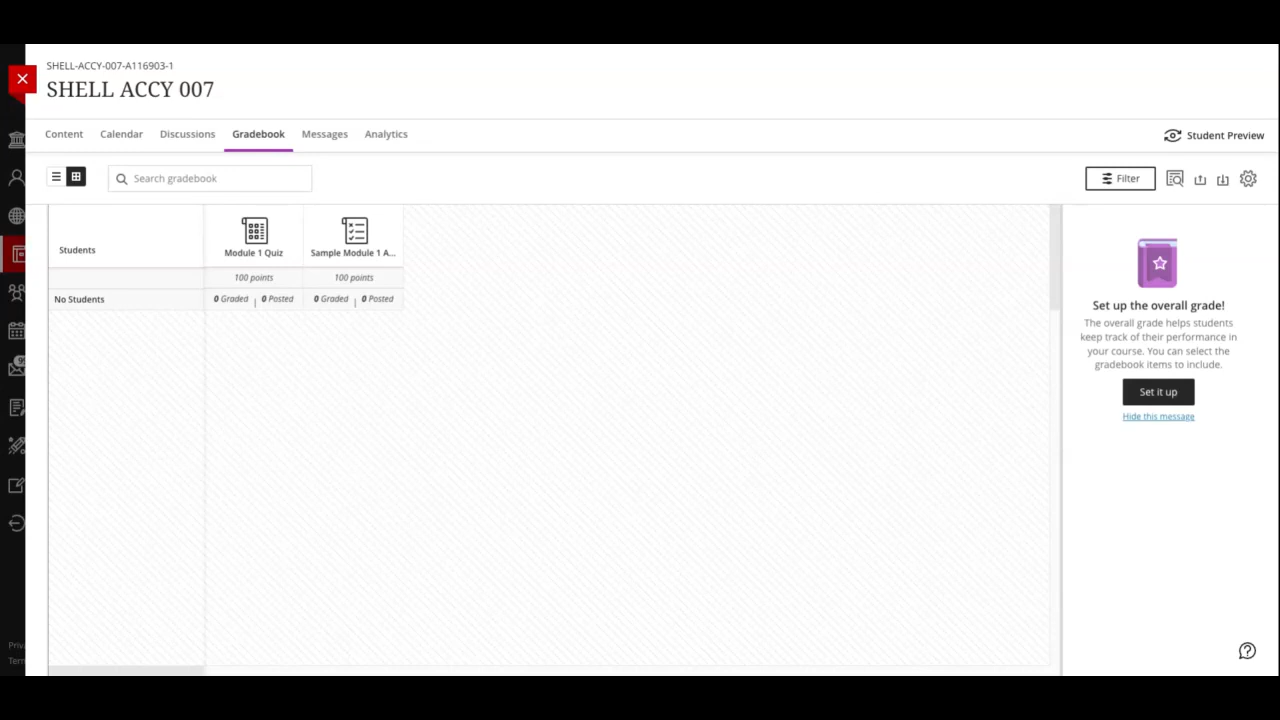 SHELL-ACCY-007-A116903-1
SHELL ACCY 007
Content Calendar Discussions Gradebook Messages Analytics
Student Preview
Search gradebook
Filter
Students
Module 1 Quiz
Sample Module 1 A...
100 points
100 points
No Students
0 Graded | 0 Posted
0 Graded | 0 Posted
Set up the overall grade!
The overall grade helps students
keep track of their performance in
your course. You can select the
gradebook items to include.
Set it up
Hide this message